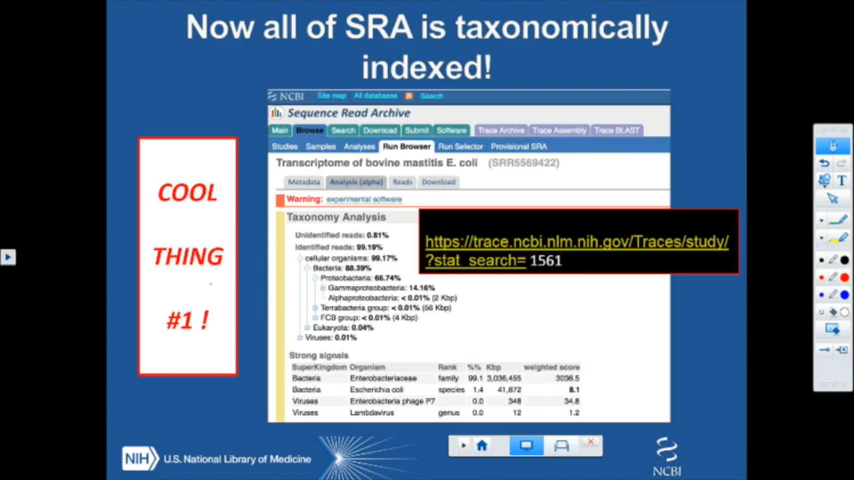 Now all of SRA is taxonomically
indexed!
NCBI Site map All databases Search
Sequence Read Archive
Main Browse Search Download Submit Software Trace Archive Trace Assembly Trace BLAST
Studies Samples Analyses Run Browser Run Selector Provisional SRA
Transcriptome of bovine mastitis E. coli (SRR5569422)
Metadata Analysis (alpha) Reads Download
Warning: experimental software
Taxonomy Analysis
Unidentified reads: 0.81%
Identified reads: 99.19%
cellular organisms: 99.17%
Bacteria: 88.39%
Proteobacteria: 66.74%
Gammaproteobacteria: 14.16%
Alphaproteobacteria: < 0.01% (2 Kbp)
Terrabacteria group: < 0.01% (56 Kbp)
FCB group: < 0.01% (4 Kbp)
Eukaryota: 0.04%
Viruses: 0.01%
Strong signals
SuperKingdom Organism Rank %% Kbp weighted score
Bacteria Enterobacteriaceae family 99.1 3,036,455 3036.5
Bacteria Escherichia coli species 1.4 41,872 8.1
Viruses Enterobacteria phage P7 0.0 348 34.8
Viruses Lambdavirus genus 0.0 12 1.2
COOL
THING
#1 !
https://trace.ncbi.nlm.nih.gov/Traces/study/
?stat_search= 1561
NIH U.S. National Library of Medicine
NCBI
T